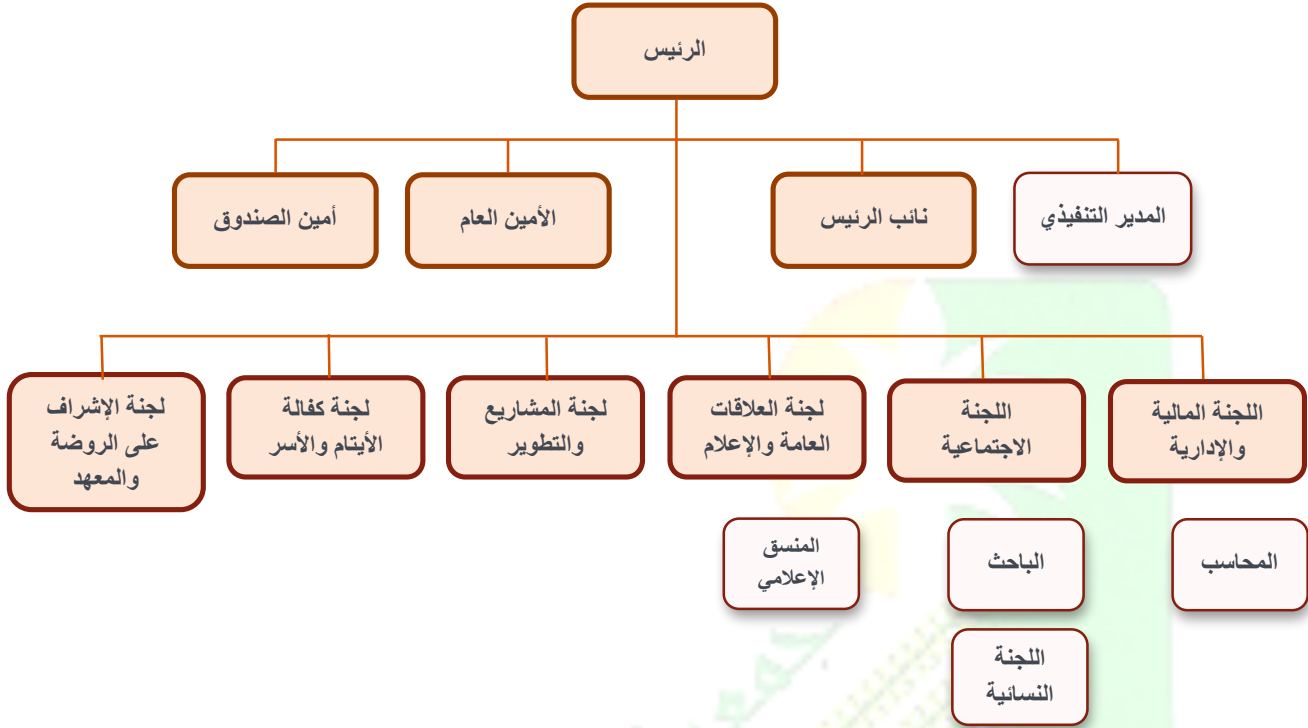 الرئيس
المدير التنفيذي
نائب الرئيس
الأمين العام
أمين الصندوق
اللجنة المالية
والإدارية
اللجنة
الاجتماعية
لجنة العلاقات
العامة والإعلام
لجنة المشاريع
والتطوير
لجنة كفالة
الأيتام والأسر
لجنة الإشراف
على الروضة
والمعهد
المحاسب
الباحث
المنسق
الإعلامي
اللجنة
النسائية